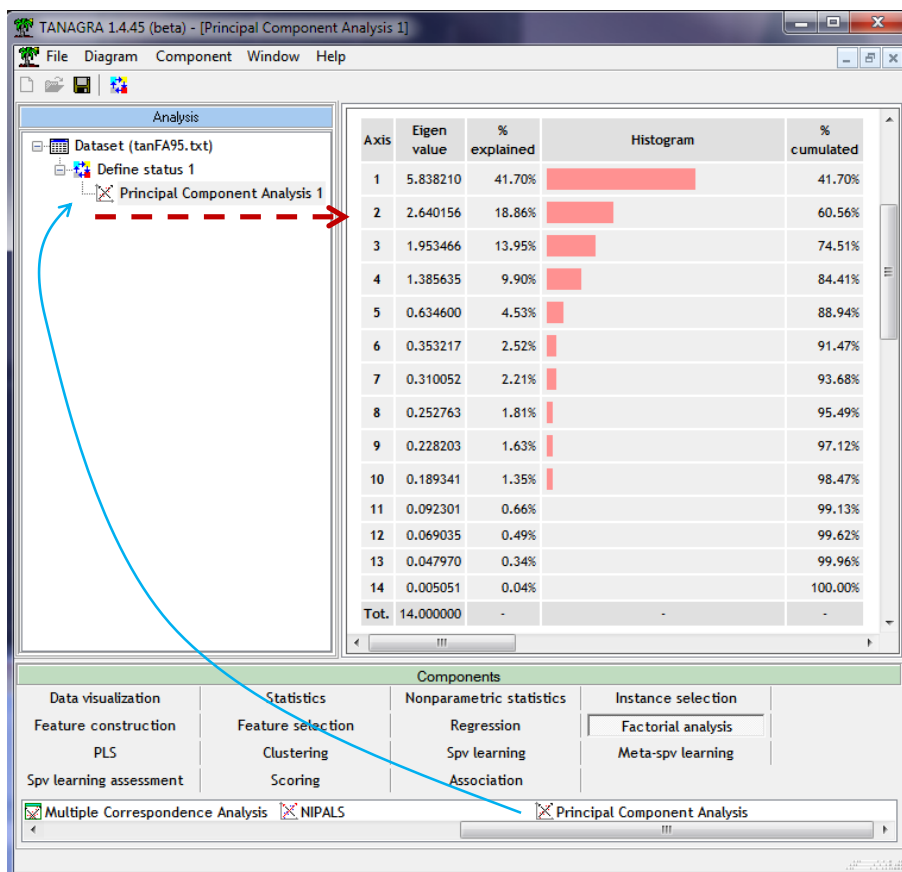 TANAGRA 1.4.45 (beta) - [Principal Component Analysis 1]
File Diagram Component Window Help
Analysis
Dataset (tanFA95.txt)
Define status 1
Principal Component Analysis 1
Axis Eigen value % explained Histogram % cumulated
1 5.838210 41.70% 41.70%
2 2.640156 18.86% 60.56%
3 1.953466 13.95% 74.51%
4 1.385635 9.90% 84.41%
5 0.634600 4.53% 88.94%
6 0.353217 2.52% 91.47%
7 0.310052 2.21% 93.68%
8 0.252763 1.81% 95.49%
9 0.228203 1.63% 97.12%
10 0.189341 1.35% 98.47%
11 0.092301 0.66% 99.13%
12 0.069035 0.49% 99.62%
13 0.047970 0.34% 99.96%
14 0.005051 0.04% 100.00%
Tot. 14.000000 - - -
Components
Data visualization Statistics Nonparametric statistics Instance selection
Feature construction Feature selection Regression Factorial analysis
PLS Clustering Spv learning Meta-spv learning
Spv learning assessment Scoring Association
Multiple Correspondence Analysis NIPALS Principal Component Analysis